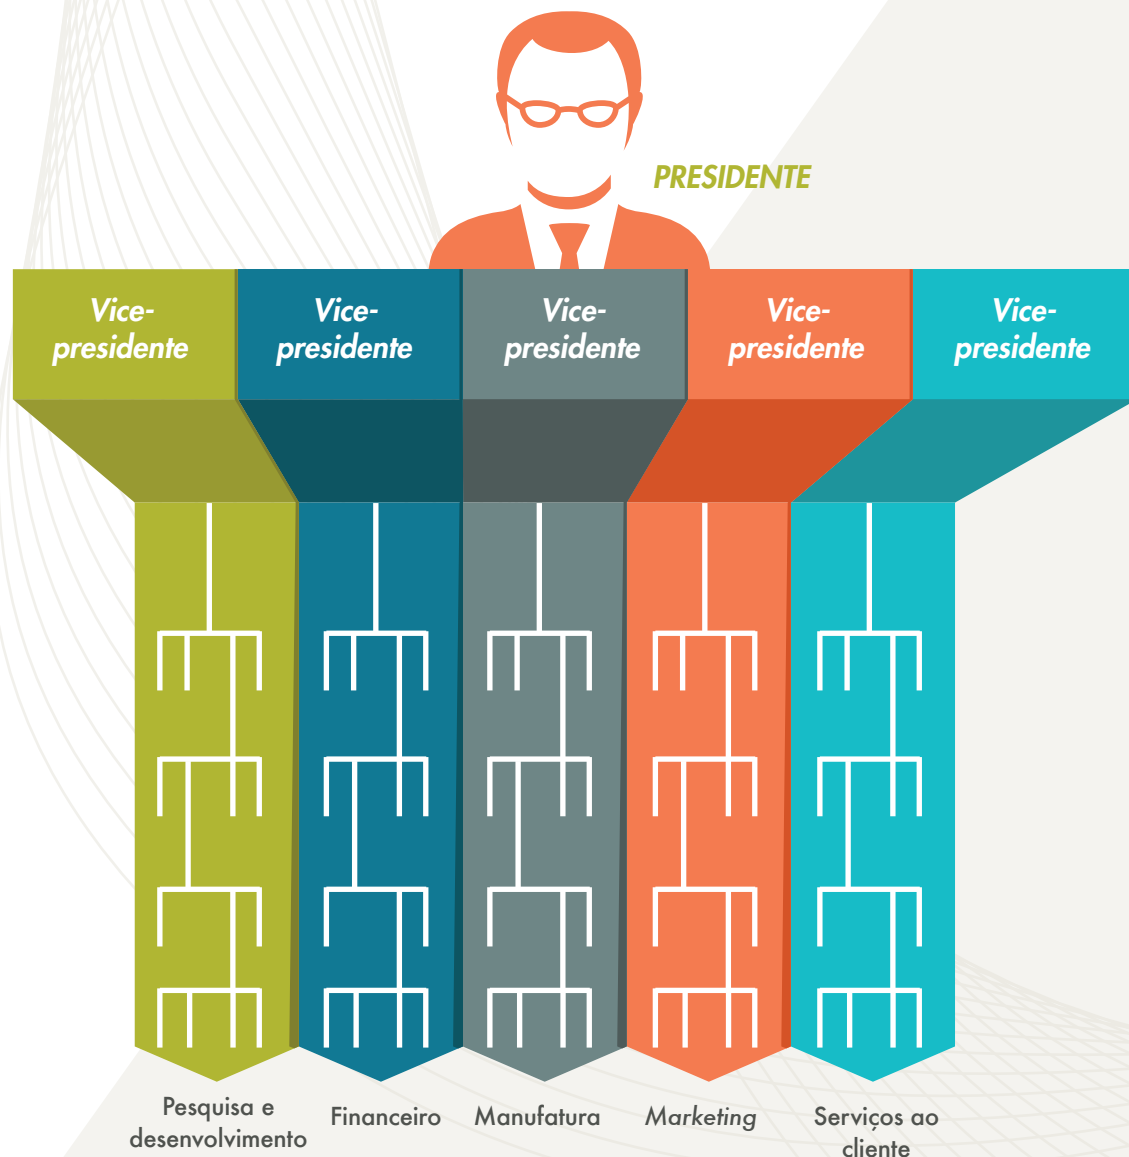 PRESIDENTE
Vice-
presidente
Vice-
presidente
Vice-
presidente
Vice-
presidente
Vice-
presidente
Pesquisa e
desenvolvimento
Financeiro
Manufatura
Marketing
Serviços ao
cliente